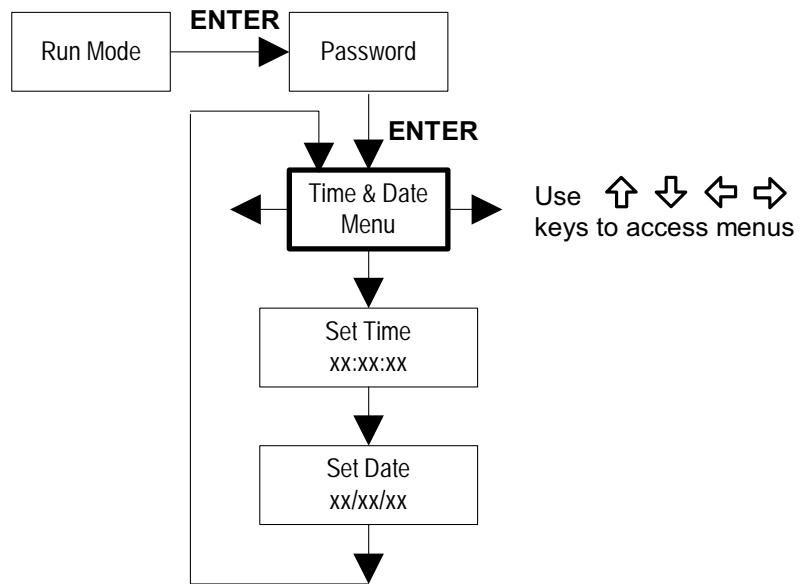 ENTER
Run Mode
Password
ENTER
Time & Date
Menu
Use
keys to access menus
Set Time
xx:xx:xx
Set Date
xx/xx/xx